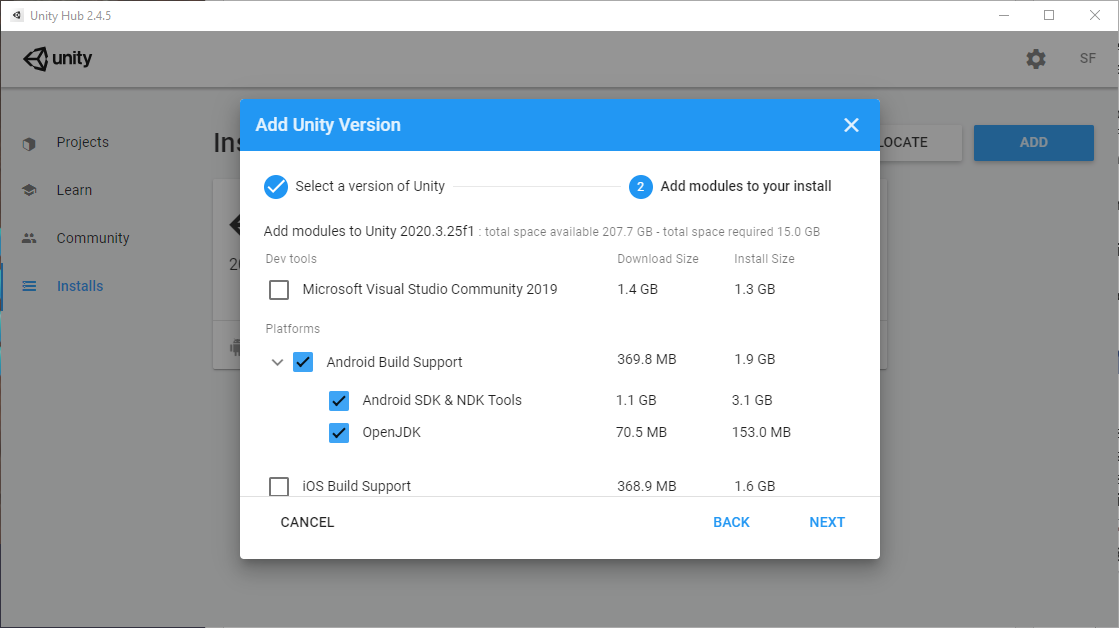 Unity Hub 2.4.5
unity
SF
Projects
Learn
Community
Installs
LOCATE
ADD
Add Unity Version
Select a version of Unity
2 Add modules to your install
Add modules to Unity 2020.3.25f1 : total space available 207.7 GB - total space required 15.0 GB
Dev tools Download Size Install Size
Microsoft Visual Studio Community 2019 1.4 GB 1.3 GB
Platforms
Android Build Support 369.8 MB 1.9 GB
Android SDK & NDK Tools 1.1 GB 3.1 GB
OpenJDK 70.5 MB 153.0 MB
iOS Build Support 368.9 MB 1.6 GB
CANCEL BACK NEXT